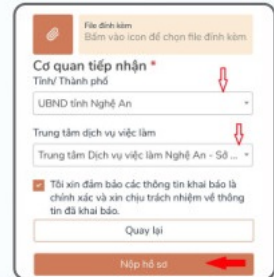 File đính kèm
Bấm vào icon để chọn file đính kèm
Cơ quan tiếp nhận *
Tỉnh/ Thành phố
UBND tỉnh Nghệ An
Trung tâm dịch vụ việc làm
Trung tâm Dịch vụ việc làm Nghệ An - Sở ...
Tôi xin đảm bảo các thông tin khai báo là
chính xác và xin chịu trách nhiệm về thông
tin đã khai báo.
Quay lại
Nộp hồ sơ